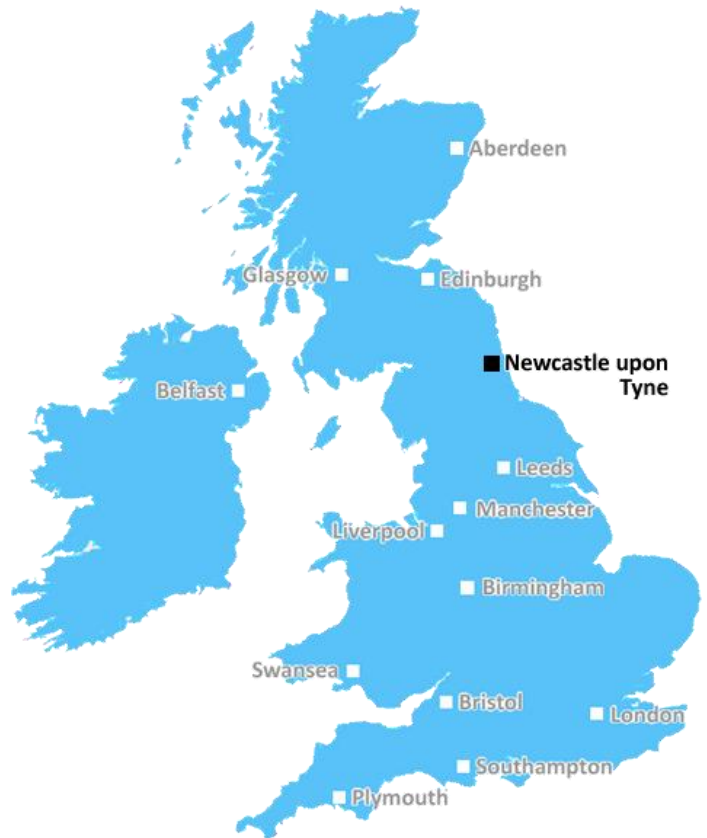 Aberdeen
Glasgow
Edinburgh
Newcastle upon
Tyne
Belfast
Leeds
Manchester
Liverpool
Birmingham
Swansea
Bristol
London
Southampton
Plymouth